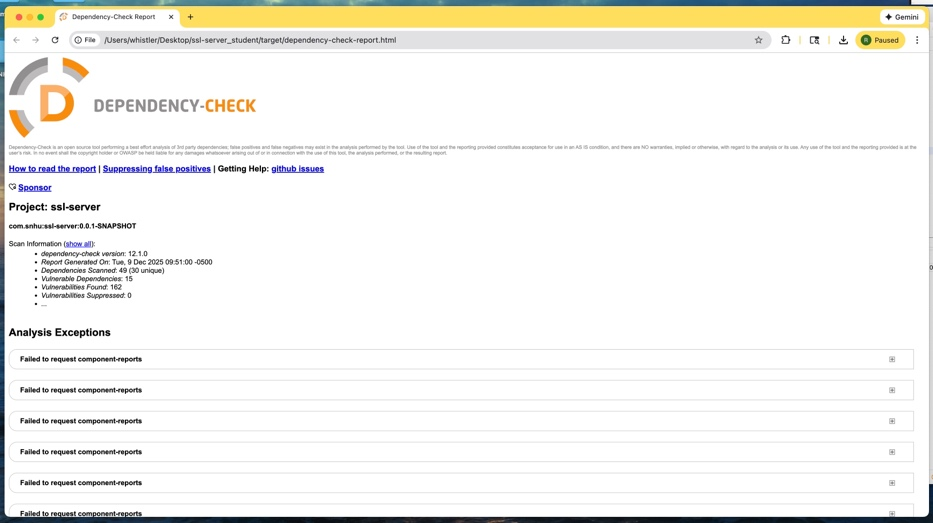 Dependency-Check Report
Gemini
File
/Users/whistler/Desktop/ssl-server_student/target/dependency-check-report.html
R
Paused
D
DEPENDENCY-CHECK
Dependency-Check is an open source tool performing a best effort analysis of 3rd party dependencies; false positives and false negatives may exist in the analysis performed by the tool. Use of the tool and the reporting provided constitutes acceptance for use in an AS IS condition, and there are NO warranties, implied or otherwise, with regard to the analysis or its use. Any use of the tool and the reporting provided is at the
user's risk. In no event shall the copyright holder or OWASP be held liable for any damages whatsoever arising out of or in connection with the use of this tool, the analysis performed, or the resulting report.
How to read the report | Suppressing false positives | Getting Help: github issues
Sponsor
Project: ssl-server
com.snhu:ssl-server:0.0.1-SNAPSHOT
Scan Information (show all):
• dependency-check version: 12.1.0
• Report Generated On: Tue, 9 Dec 2025 09:51:00 -0500
• Dependencies Scanned: 49 (30 unique)
• Vulnerable Dependencies: 15
• Vulnerabilities Found: 162
• Vulnerabilities Suppressed: 0
• ...
Analysis Exceptions
Failed to request component-reports
Failed to request component-reports
Failed to request component-reports
Failed to request component-reports
Failed to request component-reports
Failed to request component-reports